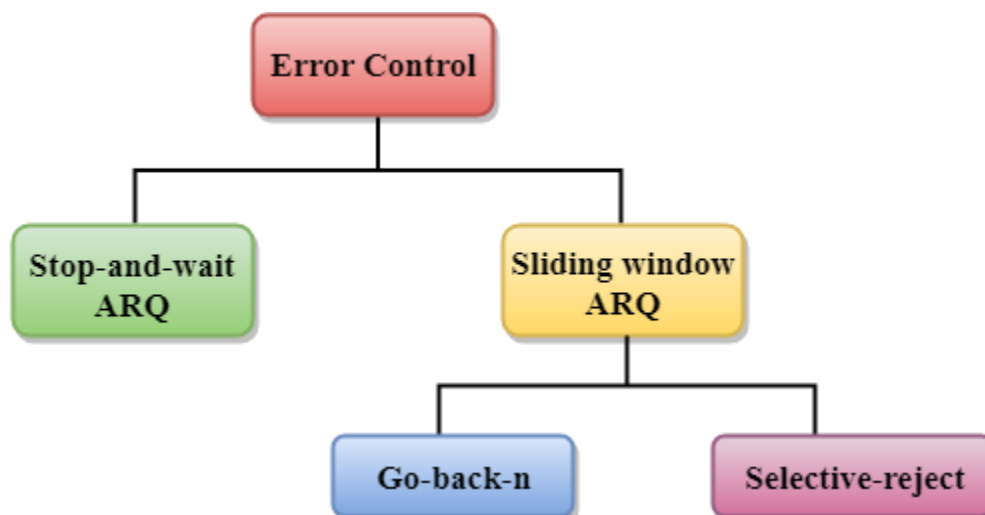 Error Control
Stop-and-wait
ARQ
Sliding window
ARQ
Go-back-n
Selective-reject